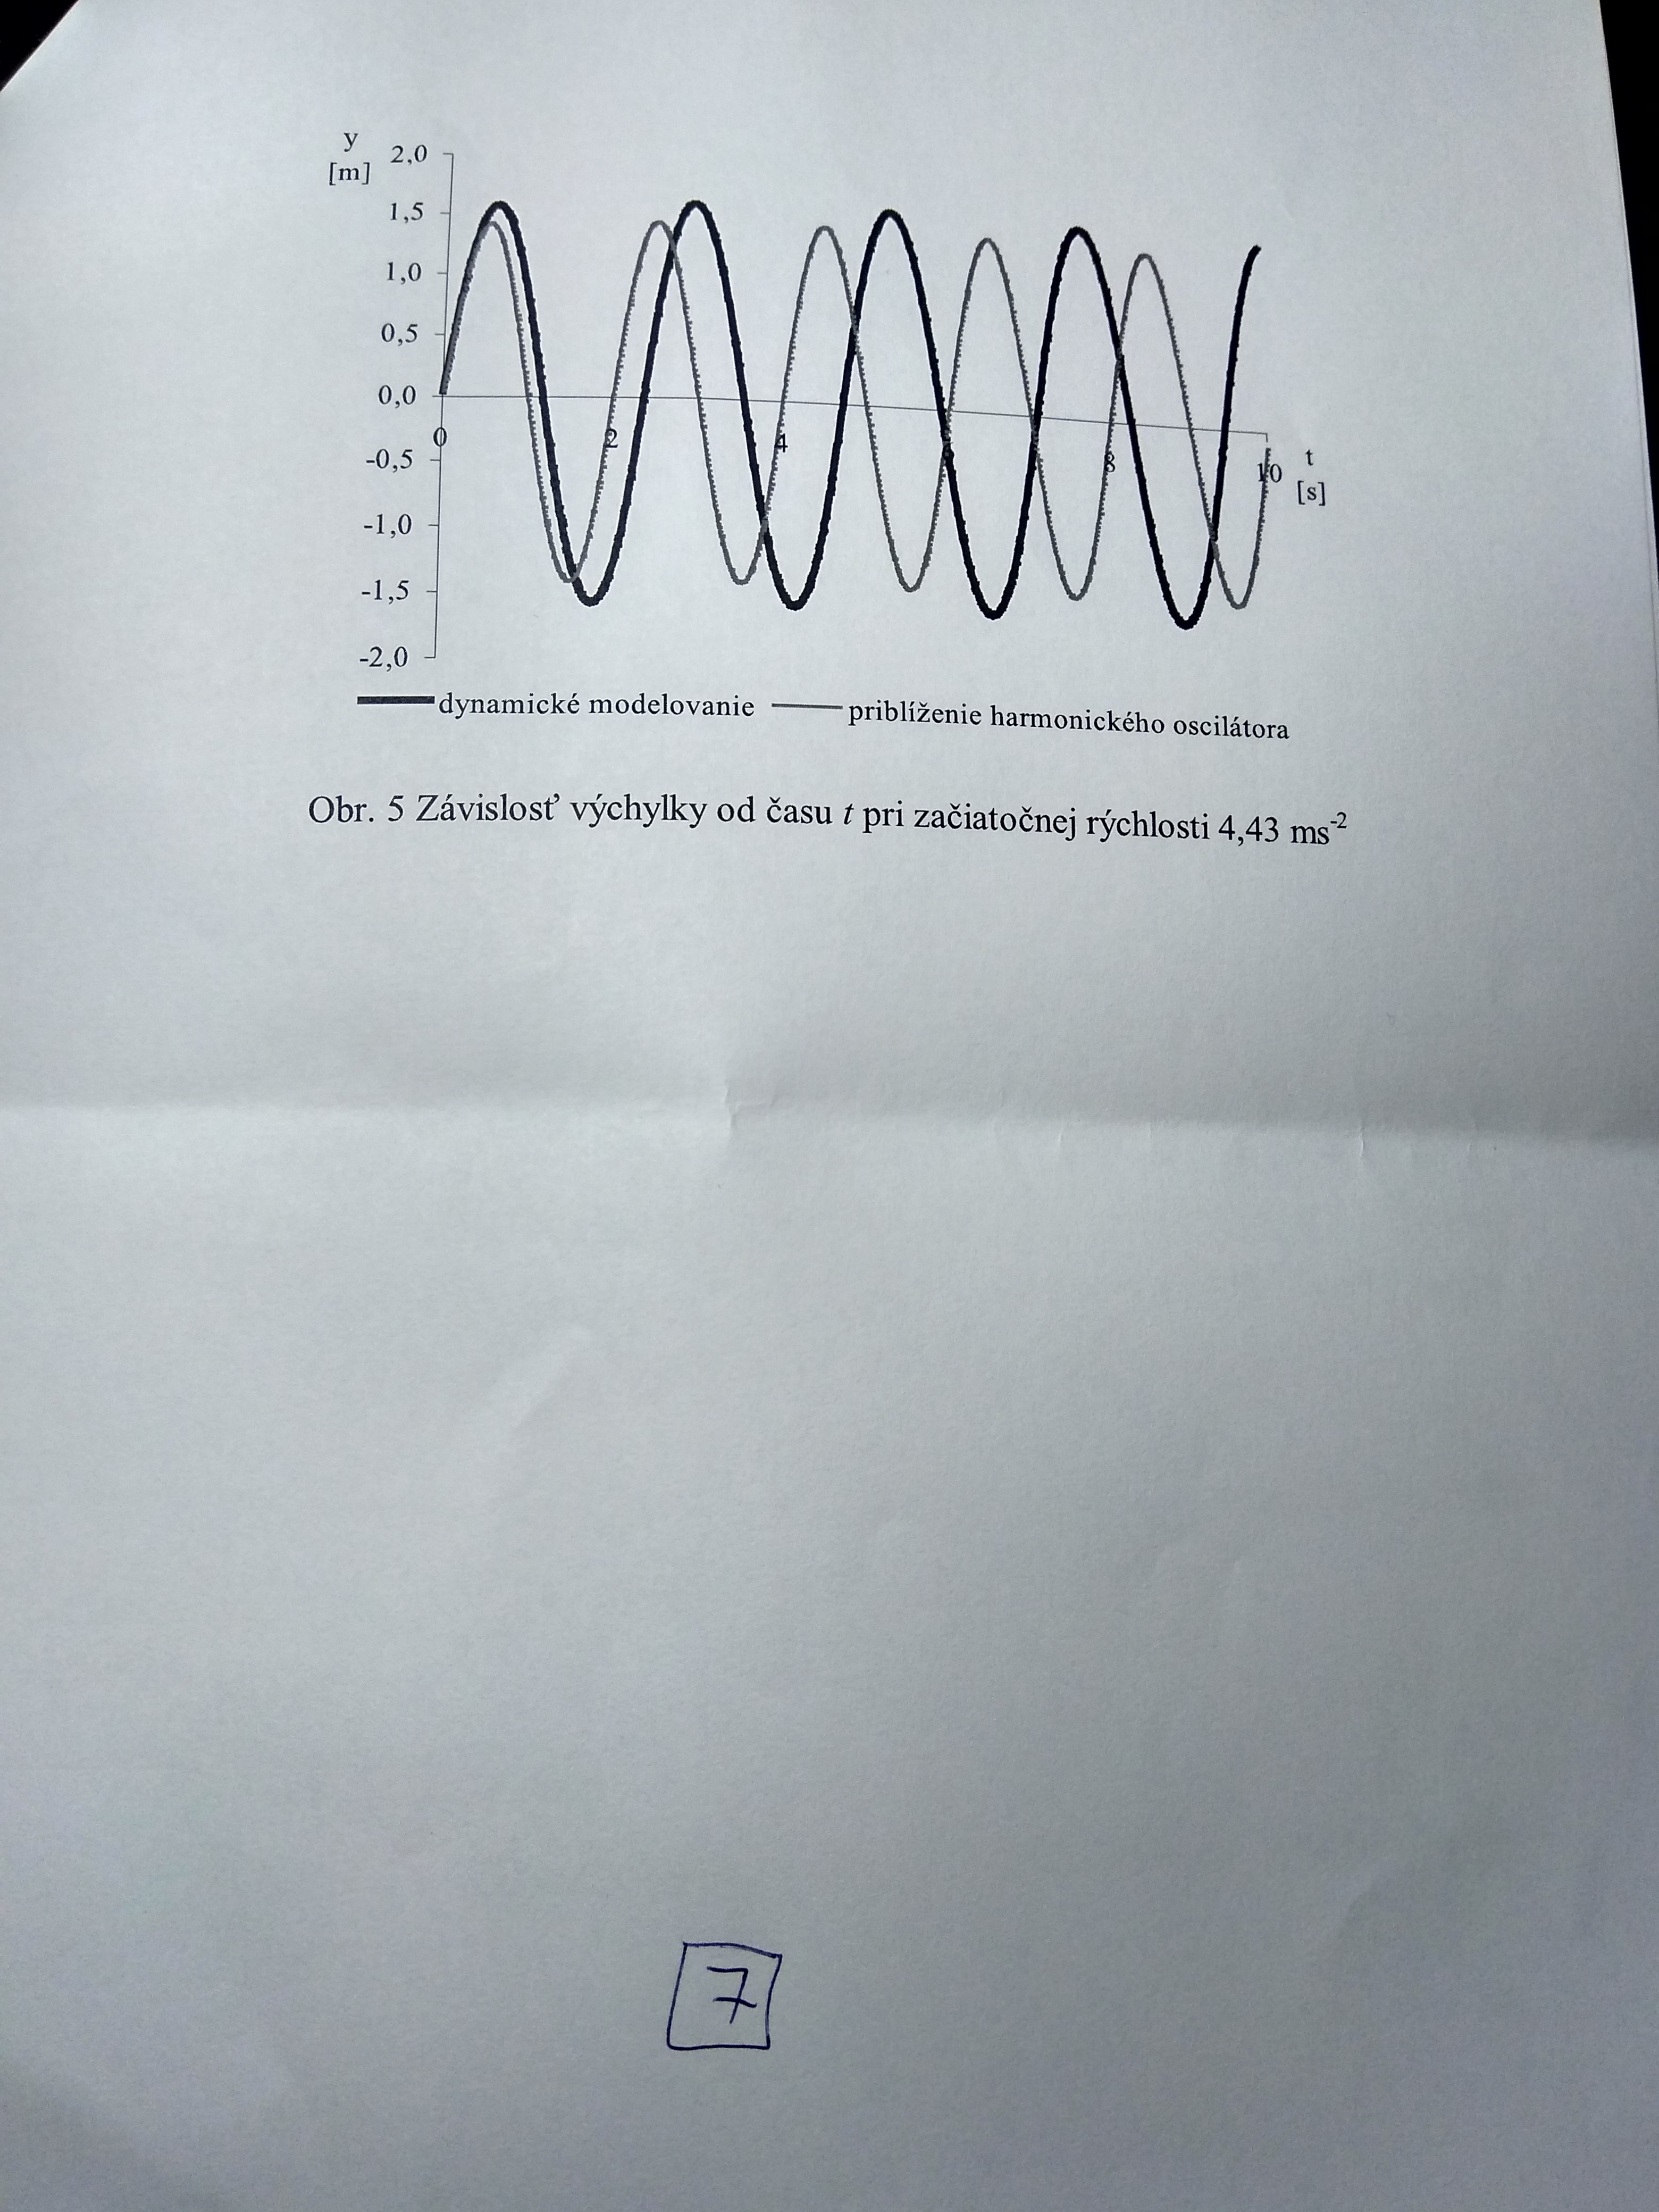 y
[m]
2,0
1,5
1,0
0,5
0,0
-0,5
-1,0
-1,5
-2,0
0 2 4 8 10
t
[s]
dynamické modelovanie priblíženie harmonického oscilátora
Obr. 5 Závislosť výchylky od času t pri začiatočnej rýchlosti 4,43 ms-2
7